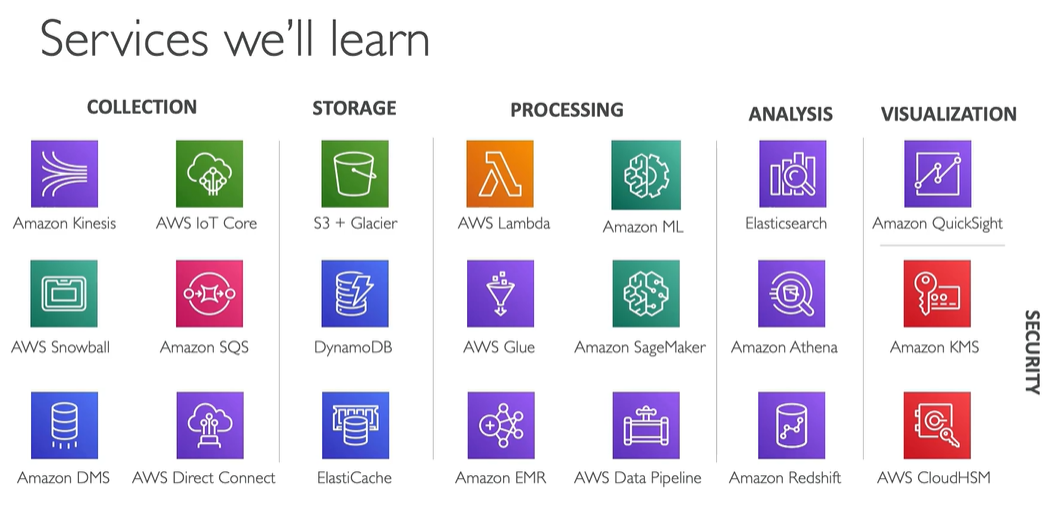 Services we'll learn
COLLECTION
STORAGE
PROCESSING
ANALYSIS
VISUALIZATION
Amazon Kinesis
AWS IoT Core
S3 + Glacier
AWS Lambda
Amazon ML
Elasticsearch
Amazon QuickSight
AWS Snowball
Amazon SQS
DynamoDB
AWS Glue
Amazon SageMaker
Amazon Athena
Amazon KMS
SECURITY
Amazon DMS
AWS Direct Connect
ElastiCache
Amazon EMR
AWS Data Pipeline
Amazon Redshift
AWS CloudHSM